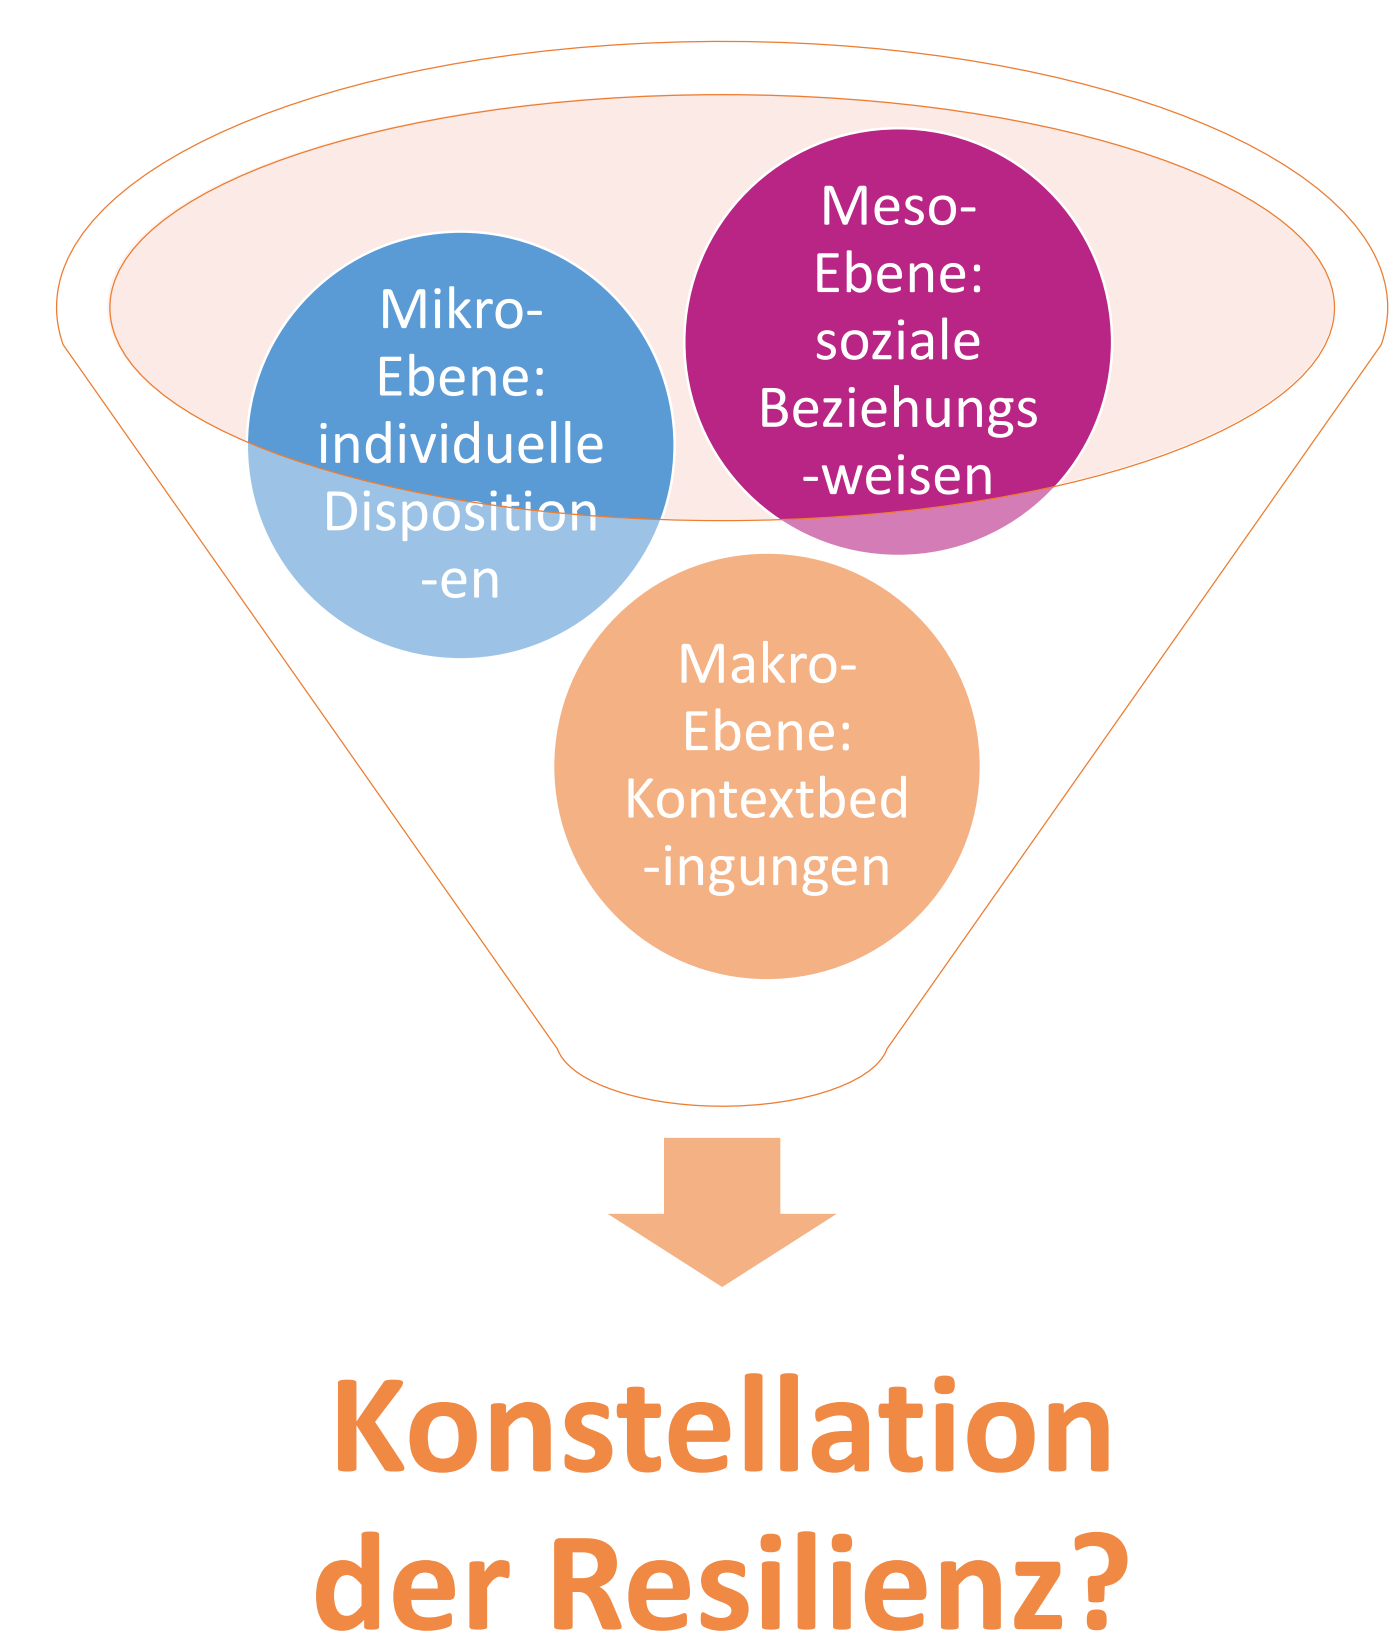 Mikro-
Ebene:
individuelle
Disposition
-en
Meso-
Ebene:
soziale
Beziehungs
-weisen
Makro-
Ebene:
Kontextbed
-ingungen
Konstellation
der Resilienz?